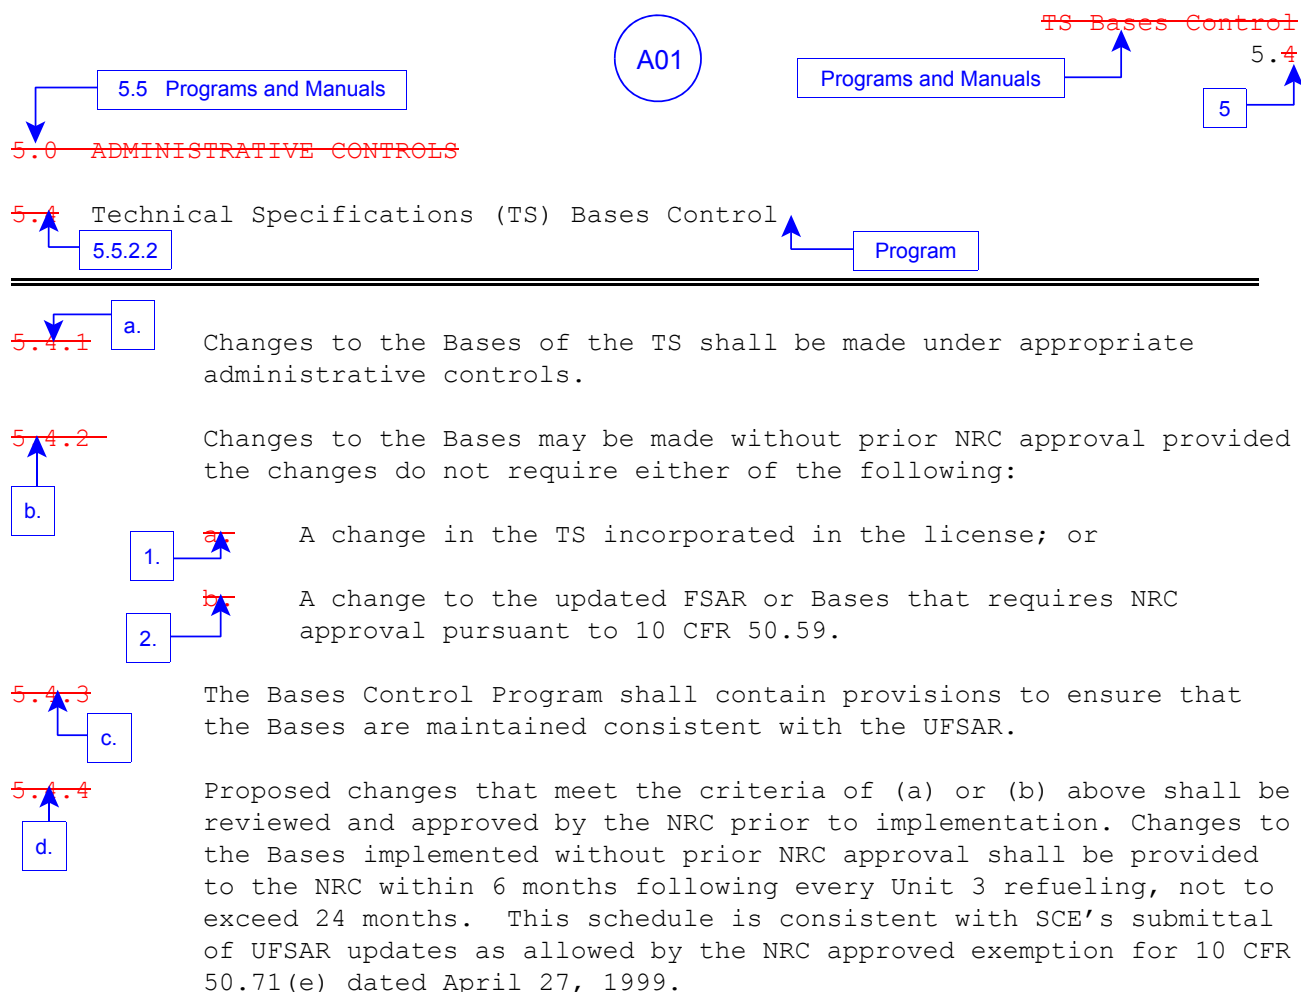 TS Bases Control
A01
5.4
Programs and Manuals
5.5 Programs and Manuals
5
5.0 ADMINISTRATIVE CONTROLS
5.4 Technical Specifications (TS) Bases Control
5.5.2.2
Program
a.
5.4.1 Changes to the Bases of the TS shall be made under appropriate
administrative controls.
5.4.2 Changes to the Bases may be made without prior NRC approval provided
the changes do not require either of the following:
b.
a. A change in the TS incorporated in the license; or
1.
b. A change to the updated FSAR or Bases that requires NRC
approval pursuant to 10 CFR 50.59.
2.
5.4.3 The Bases Control Program shall contain provisions to ensure that
the Bases are maintained consistent with the UFSAR.
c.
5.4.4 Proposed changes that meet the criteria of (a) or (b) above shall be
reviewed and approved by the NRC prior to implementation. Changes to
d.
the Bases implemented without prior NRC approval shall be provided
to the NRC within 6 months following every Unit 3 refueling, not to
exceed 24 months. This schedule is consistent with SCE's submittal
of UFSAR updates as allowed by the NRC approved exemption for 10 CFR
50.71(e) dated April 27, 1999.